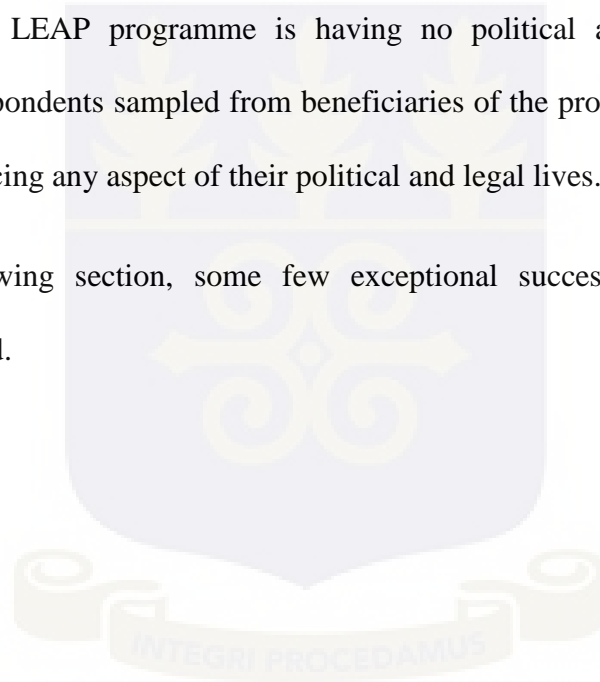 LEAP programme is having no political a
pondents sampled from beneficiaries of the pro
cing any aspect of their political and legal lives.
wing section, some few exceptional succes
d.
INTEGRI PROCEDAMUS